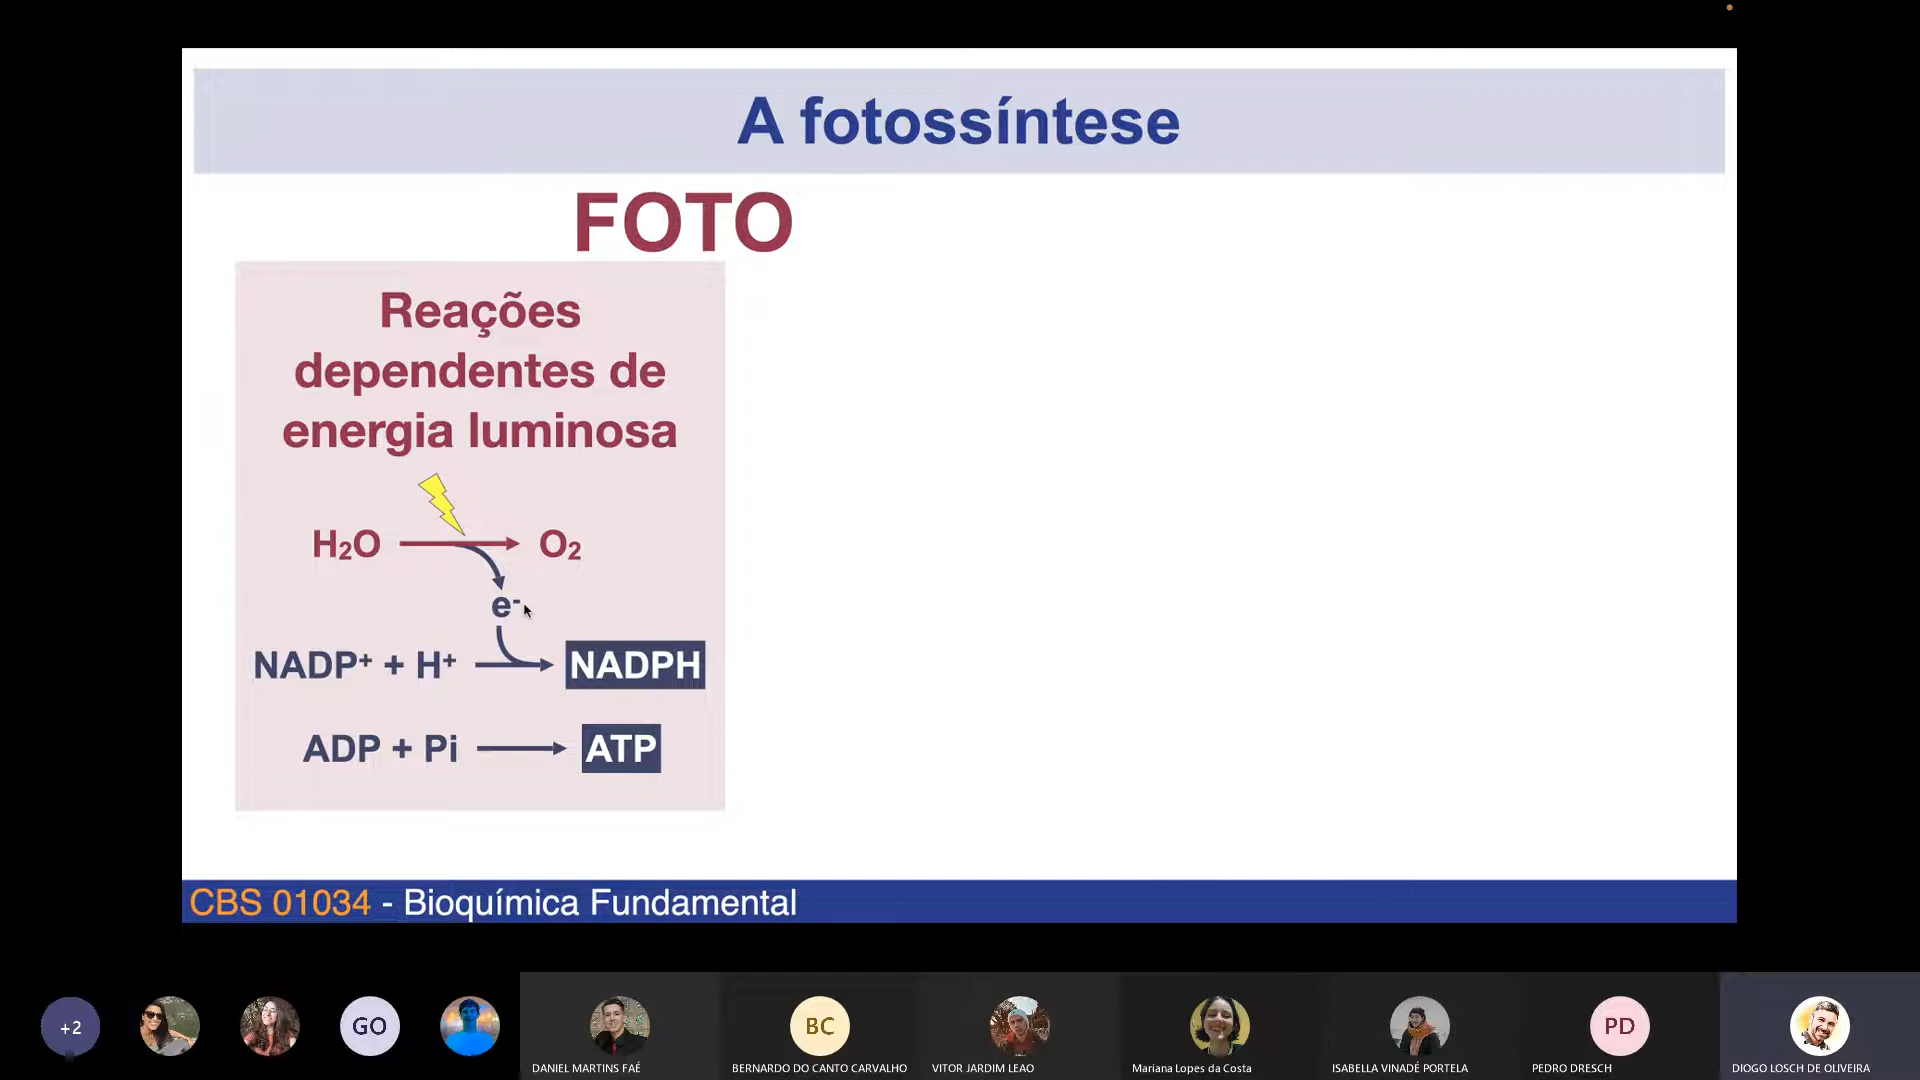 A fotossíntese
FOTO
Reações
dependentes de
energia luminosa
H₂O O₂
e⁻
NADP⁺ + H⁺ NADPH
ADP + Pi ATP
CBS 01034 - Bioquímica Fundamental
+2 GO BC PD
DANIEL MARTINS FAÉ BERNARDO DO CANTO CARVALHO VITOR JARDIM LEAO Mariana Lopes da Costa ISABELLA VINADÉ PORTELA PEDRO DRESCH DIOGO LOSCH DE OLIVEIRA